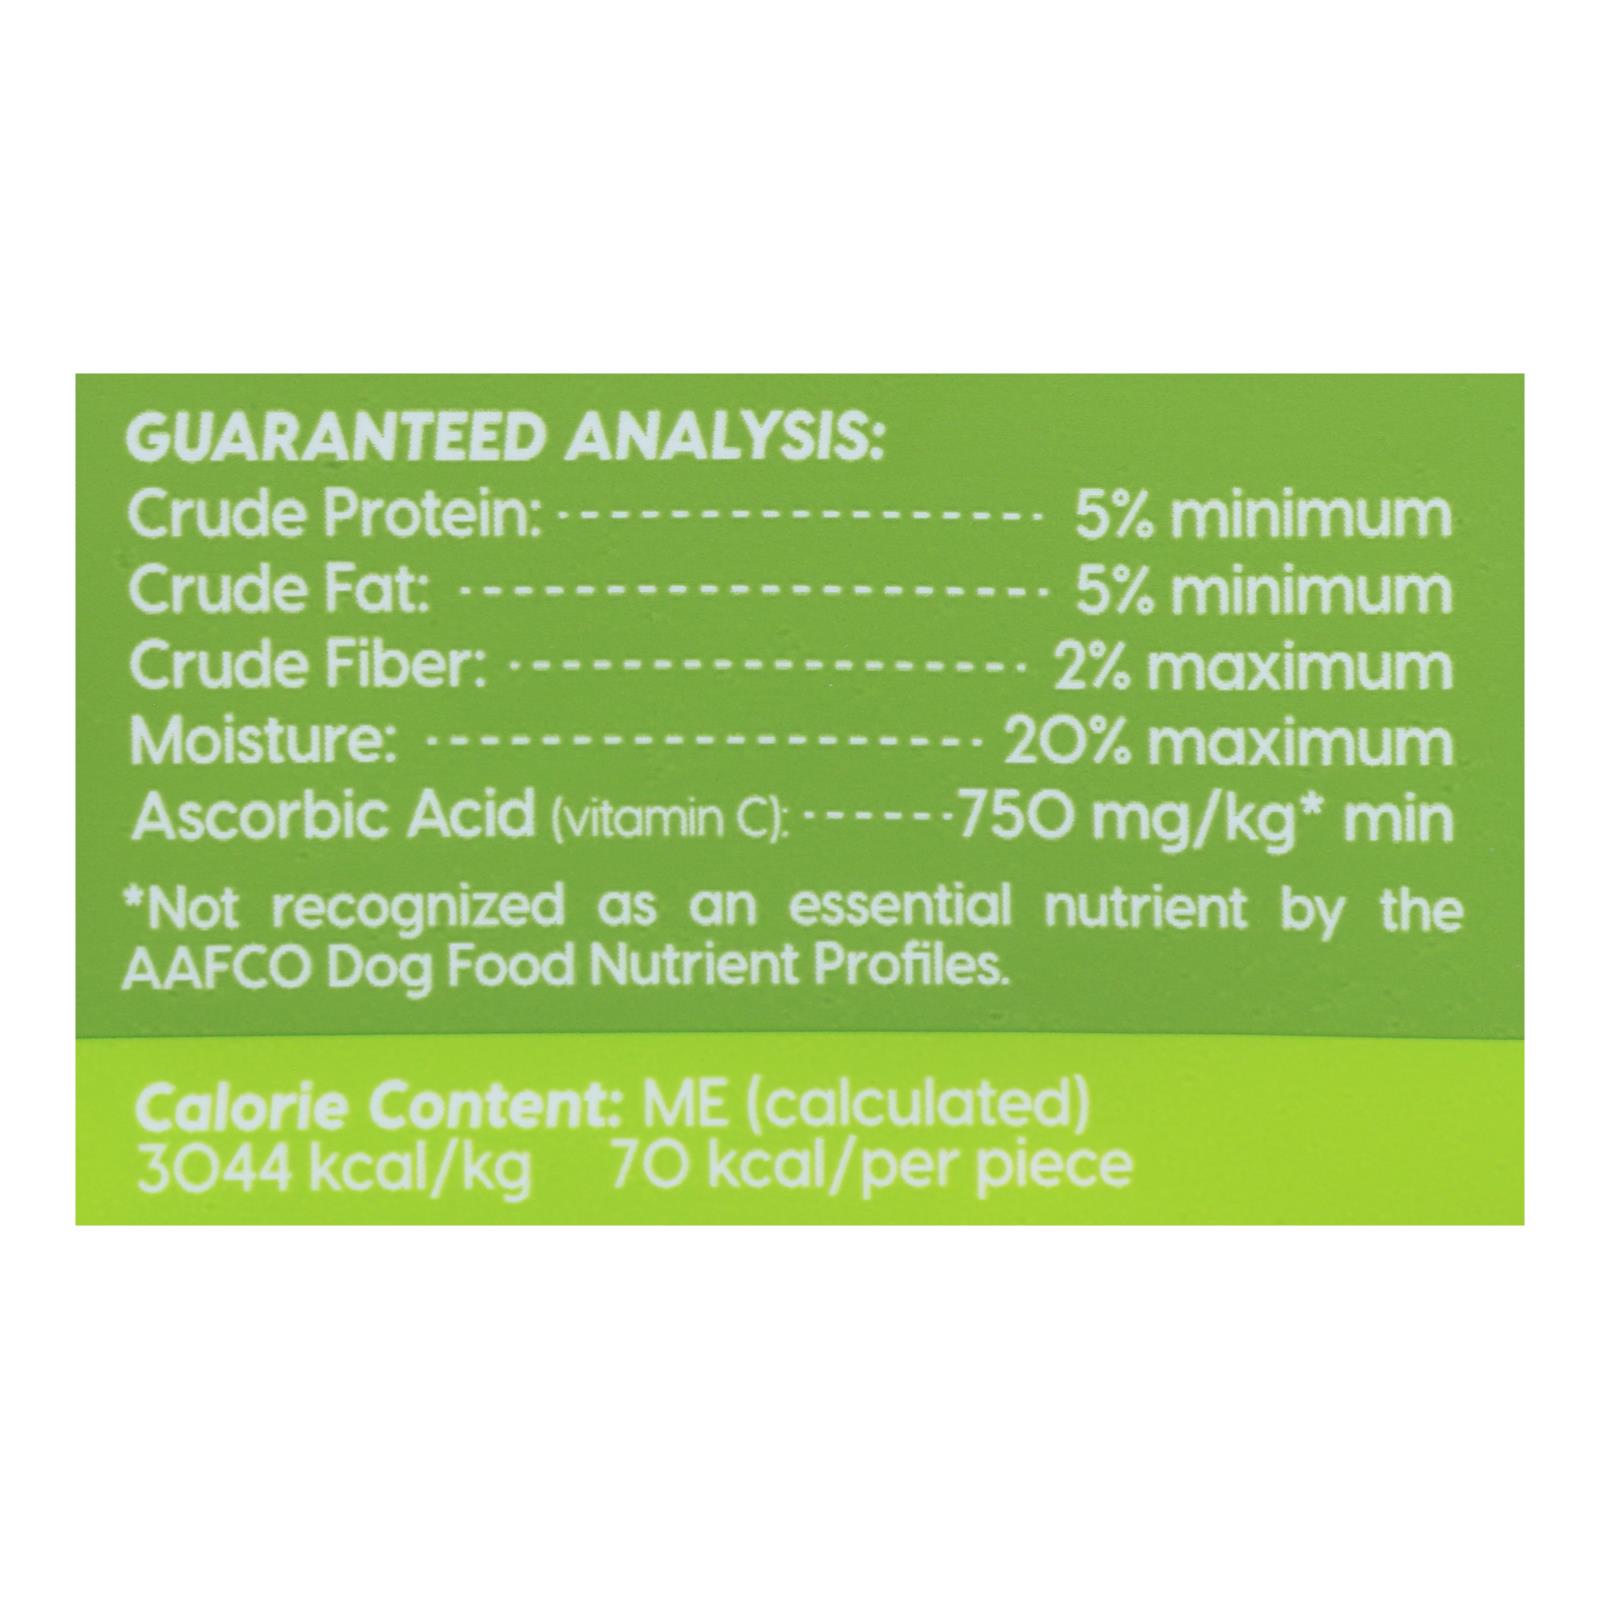 GUARANTEED ANALYSIS:
Crude Protein: ----------------- 5% minimum
Crude Fat: --------------------- 5% minimum
Crude Fiber: ------------------ 2% maximum
Moisture: -------------------- 20% maximum
Ascorbic Acid (vitamin C): ------750 mg/kg* min
*Not recognized as an essential nutrient by the
AAFCO Dog Food Nutrient Profiles.
Calorie Content: ME (calculated)
3044 kcal/kg 70 kcal/per piece